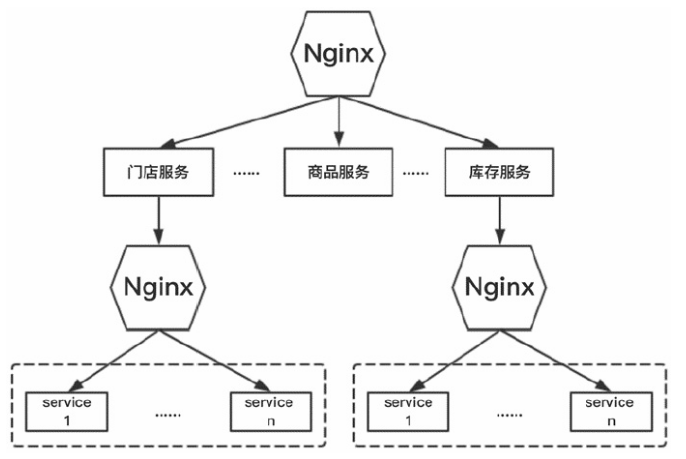 Nginx
门店服务 …… 商品服务 …… 库存服务
Nginx Nginx
service service service service
1 …… n 1 …… n